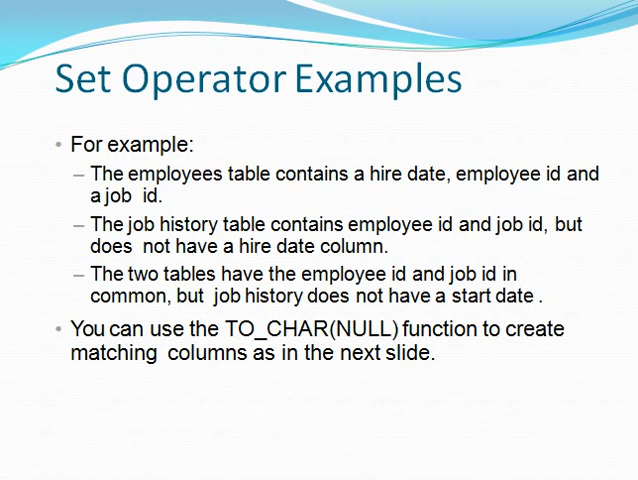 Set Operator Examples
• For example:
– The employees table contains a hire date, employee id and
a job id.
– The job history table contains employee id and job id, but
does not have a hire date column.
– The two tables have the employee id and job id in
common, but job history does not have a start date .
• You can use the TO_CHAR(NULL) function to create
matching columns as in the next slide.